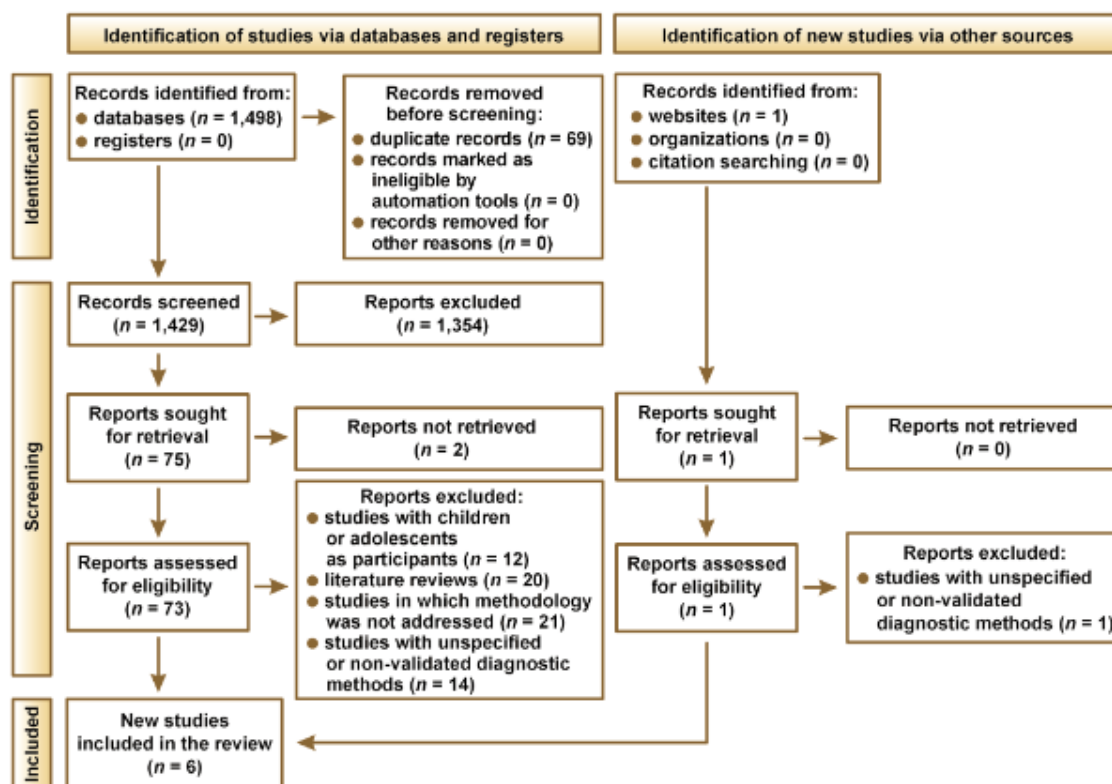 Identification of studies via databases and registers
Identification of new studies via other sources
Identification
Records identified from:
● databases (n = 1,498)
● registers (n = 0)
Records removed
before screening:
● duplicate records (n = 69)
● records marked as
ineligible by
automation tools (n = 0)
● records removed for
other reasons (n = 0)
Records identified from:
● websites (n = 1)
● organizations (n = 0)
● citation searching (n = 0)
Screening
Records screened
(n = 1,429)
Reports excluded
(n = 1,354)
Reports sought
for retrieval
(n = 75)
Reports not retrieved
(n = 2)
Reports sought
for retrieval
(n = 1)
Reports not retrieved
(n = 0)
Reports assessed
for eligibility
(n = 73)
Reports excluded:
● studies with children
or adolescents
as participants (n = 12)
● literature reviews (n = 20)
● studies in which methodology
was not addressed (n = 21)
● studies with unspecified
or non-validated diagnostic
methods (n = 14)
Reports assessed
for eligibility
(n = 1)
Reports excluded:
● studies with unspecified
or non-validated
diagnostic methods (n = 1)
Included
New studies
included in the review
(n = 6)